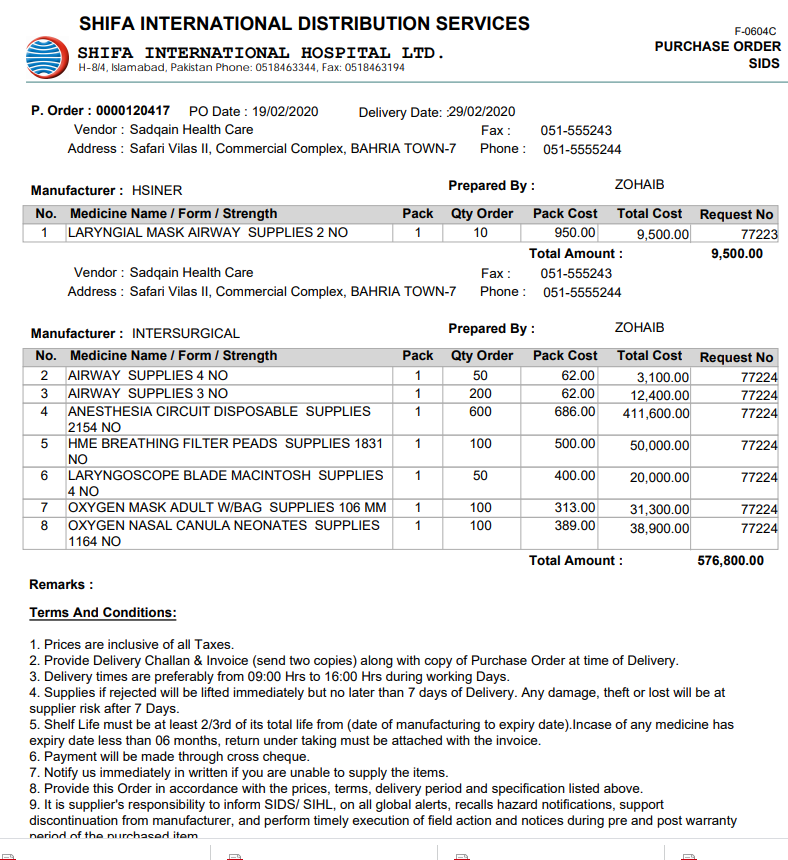 SHIFA INTERNATIONAL DISTRIBUTION SERVICES
SHIFA INTERNATIONAL HOSPITAL LTD.
H-8/4, Islamabad, Pakistan Phone: 0518463344, Fax: 0518463194
F-0604C
PURCHASE ORDER
SIDS
P. Order : 0000120417 PO Date : 19/02/2020 Delivery Date: :29/02/2020
Vendor : Sadqain Health Care Fax : 051-555243
Address : Safari Vilas II, Commercial Complex, BAHRIA TOWN-7 Phone : 051-5555244
Manufacturer : HSINER Prepared By : ZOHAIB
No. Medicine Name / Form / Strength Pack Qty Order Pack Cost Total Cost Request No
1 LARYNGIAL MASK AIRWAY SUPPLIES 2 NO 1 10 950.00 9,500.00 77223
Total Amount : 9,500.00
Vendor : Sadqain Health Care Fax : 051-555243
Address : Safari Vilas II, Commercial Complex, BAHRIA TOWN-7 Phone : 051-5555244
Manufacturer : INTERSURGICAL Prepared By : ZOHAIB
No. Medicine Name / Form / Strength Pack Qty Order Pack Cost Total Cost Request No
2 AIRWAY SUPPLIES 4 NO 1 50 62.00 3,100.00 77224
3 AIRWAY SUPPLIES 3 NO 1 200 62.00 12,400.00 77224
4 ANESTHESIA CIRCUIT DISPOSABLE SUPPLIES 1 600 686.00 411,600.00 77224
2154 NO
5 HME BREATHING FILTER PEADS SUPPLIES 1831 1 100 500.00 50,000.00 77224
NO
6 LARYNGOSCOPE BLADE MACINTOSH SUPPLIES 1 50 400.00 20,000.00 77224
4 NO
7 OXYGEN MASK ADULT W/BAG SUPPLIES 106 MM 1 100 313.00 31,300.00 77224
8 OXYGEN NASAL CANULA NEONATES SUPPLIES 1 100 389.00 38,900.00 77224
1164 NO
Total Amount : 576,800.00
Remarks :
Terms And Conditions:
1. Prices are inclusive of all Taxes.
2. Provide Delivery Challan & Invoice (send two copies) along with copy of Purchase Order at time of Delivery.
3. Delivery times are preferably from 09:00 Hrs to 16:00 Hrs during working Days.
4. Supplies if rejected will be lifted immediately but no later than 7 days of Delivery. Any damage, theft or lost will be at
supplier risk after 7 Days.
5. Shelf Life must be at least 2/3rd of its total life from (date of manufacturing to expiry date).Incase of any medicine has
expiry date less than 06 months, return under taking must be attached with the invoice.
6. Payment will be made through cross cheque.
7. Notify us immediately in written if you are unable to supply the items.
8. Provide this Order in accordance with the prices, terms, delivery period and specification listed above.
9. It is supplier's responsibility to inform SIDS/ SIHL, on all global alerts, recalls hazard notifications, support
discontinuation from manufacturer, and perform timely execution of field action and notices during pre and post warranty
period of the purchased item